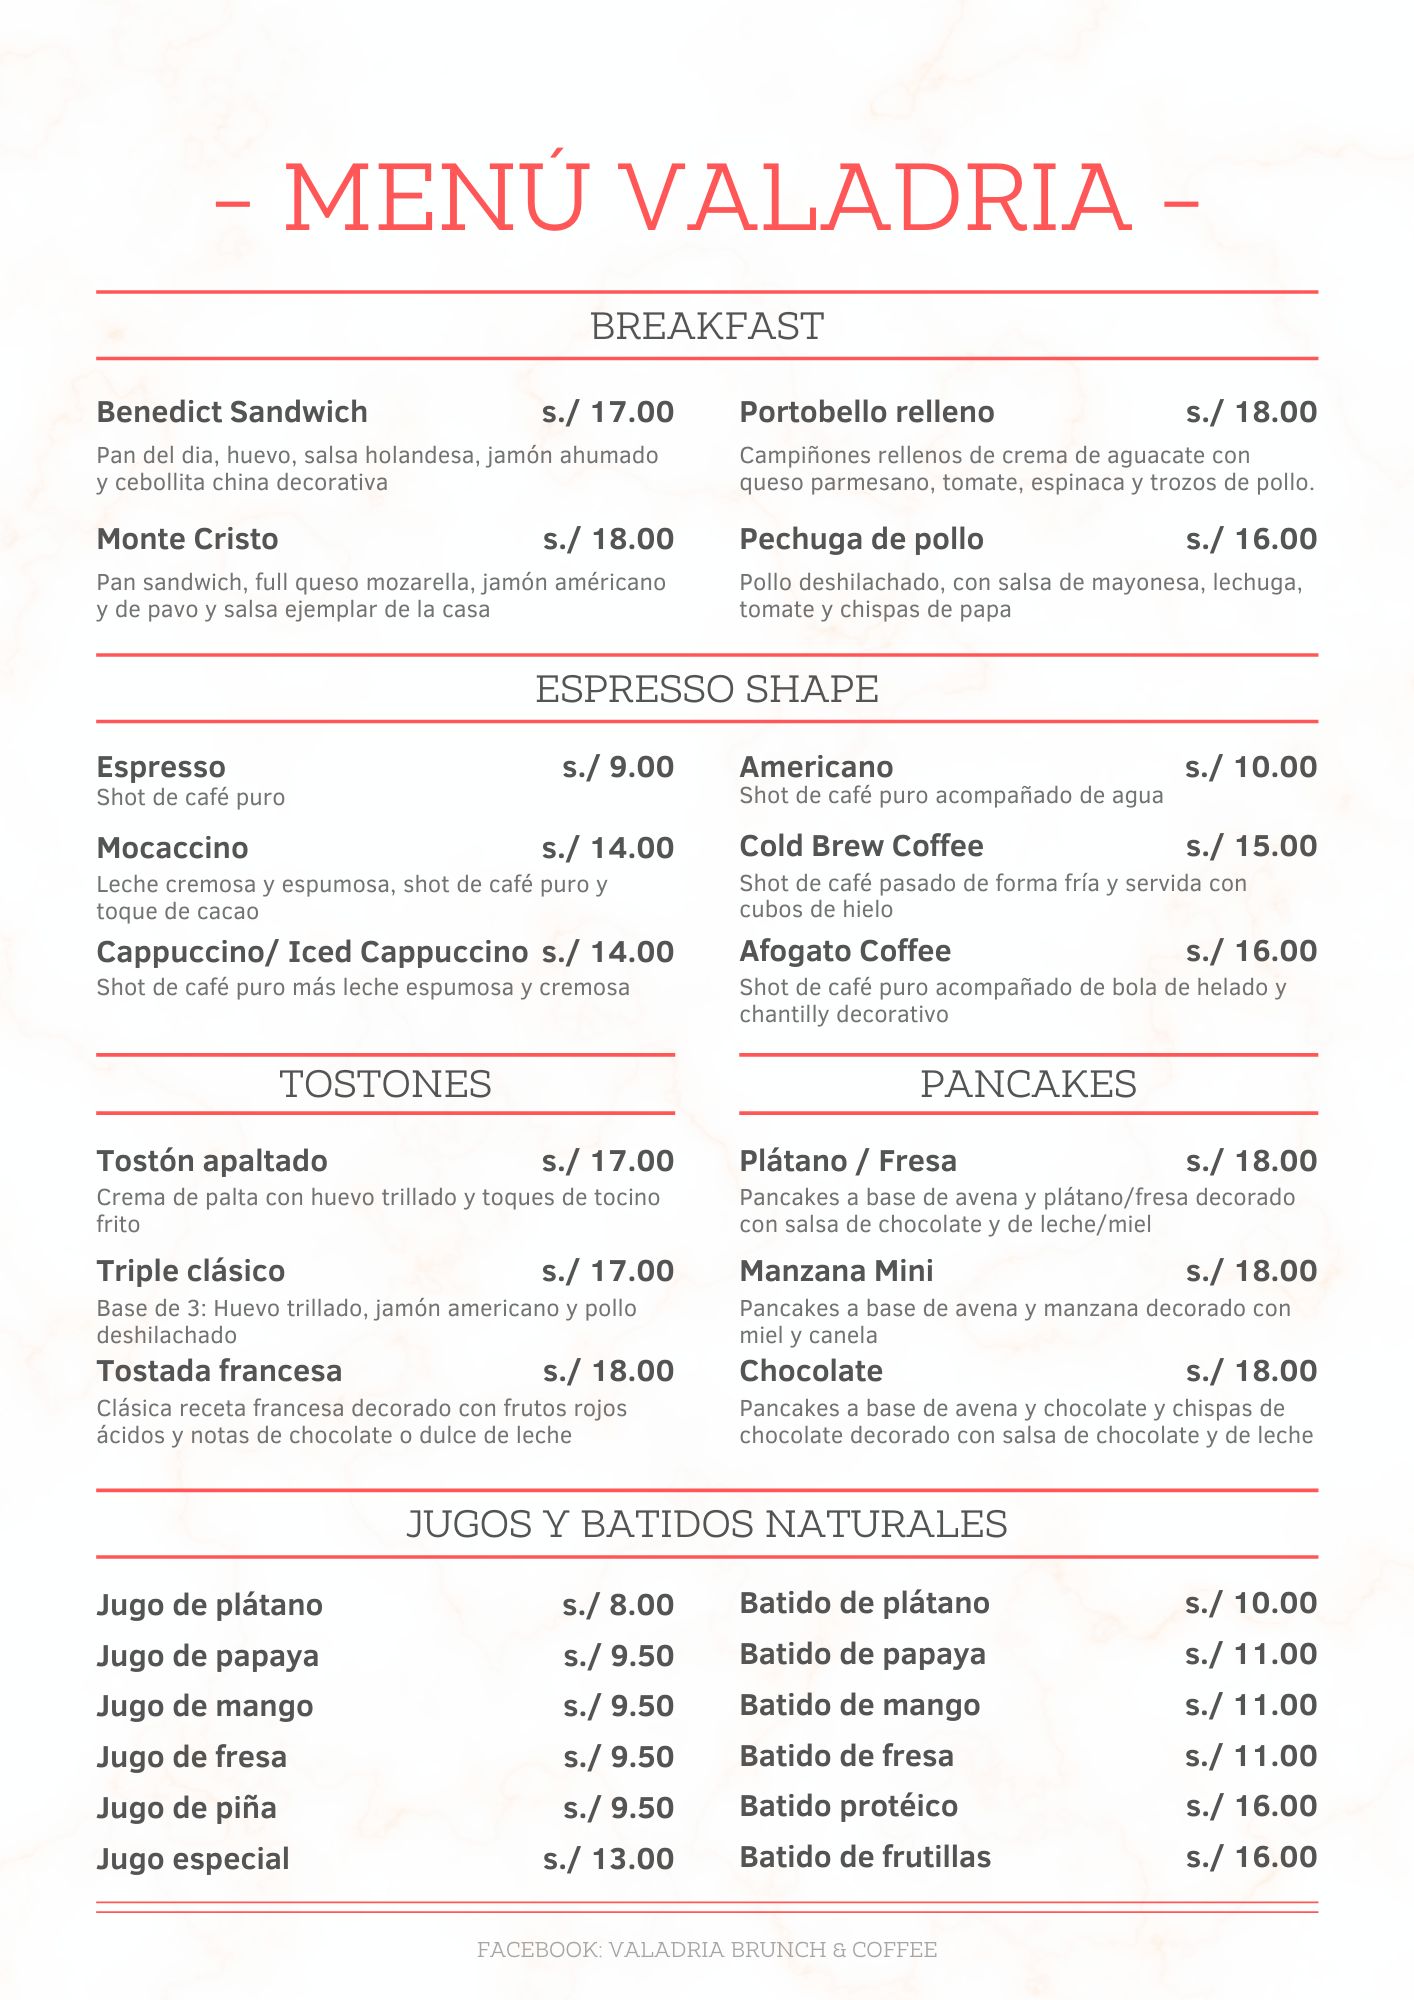 - MENÚ VALADRIA -
BREAKFAST
Benedict Sandwich s./ 17.00
Pan del dia, huevo, salsa holandesa, jamón ahumado
y cebollita china decorativa
Monte Cristo s./ 18.00
Pan sandwich, full queso mozarella, jamón américano
y de pavo y salsa ejemplar de la casa
Portobello relleno s./ 18.00
Campiñones rellenos de crema de aguacate con
queso parmesano, tomate, espinaca y trozos de pollo.
Pechuga de pollo s./ 16.00
Pollo deshilachado, con salsa de mayonesa, lechuga,
tomate y chispas de papa
ESPRESSO SHAPE
Espresso s./ 9.00
Shot de café puro
Mocaccino s./ 14.00
Leche cremosa y espumosa, shot de café puro y
toque de cacao
Cappuccino/ Iced Cappuccino s./ 14.00
Shot de café puro más leche espumosa y cremosa
Americano s./ 10.00
Shot de café puro acompañado de agua
Cold Brew Coffee s./ 15.00
Shot de café pasado de forma fría y servida con
cubos de hielo
Afogato Coffee s./ 16.00
Shot de café puro acompañado de bola de helado y
chantilly decorativo
TOSTONES
Tostón apaltado s./ 17.00
Crema de palta con huevo trillado y toques de tocino
frito
Triple clásico s./ 17.00
Base de 3: Huevo trillado, jamón americano y pollo
deshilachado
Tostada francesa s./ 18.00
Clásica receta francesa decorado con frutos rojos
ácidos y notas de chocolate o dulce de leche
PANCAKES
Plátano / Fresa s./ 18.00
Pancakes a base de avena y plátano/fresa decorado
con salsa de chocolate y de leche/miel
Manzana Mini s./ 18.00
Pancakes a base de avena y manzana decorado con
miel y canela
Chocolate s./ 18.00
Pancakes a base de avena y chocolate y chispas de
chocolate decorado con salsa de chocolate y de leche
JUGOS Y BATIDOS NATURALES
Jugo de plátano s./ 8.00
Jugo de papaya s./ 9.50
Jugo de mango s./ 9.50
Jugo de fresa s./ 9.50
Jugo de piña s./ 9.50
Jugo especial s./ 13.00
Batido de plátano s./ 10.00
Batido de papaya s./ 11.00
Batido de mango s./ 11.00
Batido de fresa s./ 11.00
Batido protéico s./ 16.00
Batido de frutillas s./ 16.00
FACEBOOK: VALADRIA BRUNCH & COFFEE